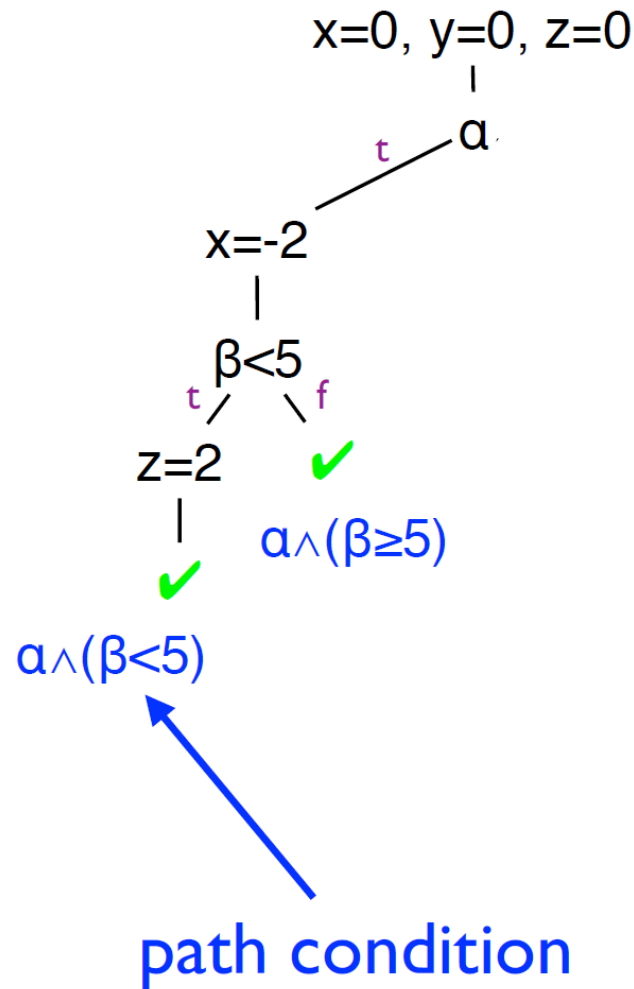 x=0, y=0, z=0
α
t
x=-2
β<5
t f
z=2
✔
α∧(β≥5)
✔
α∧(β<5)
path condition